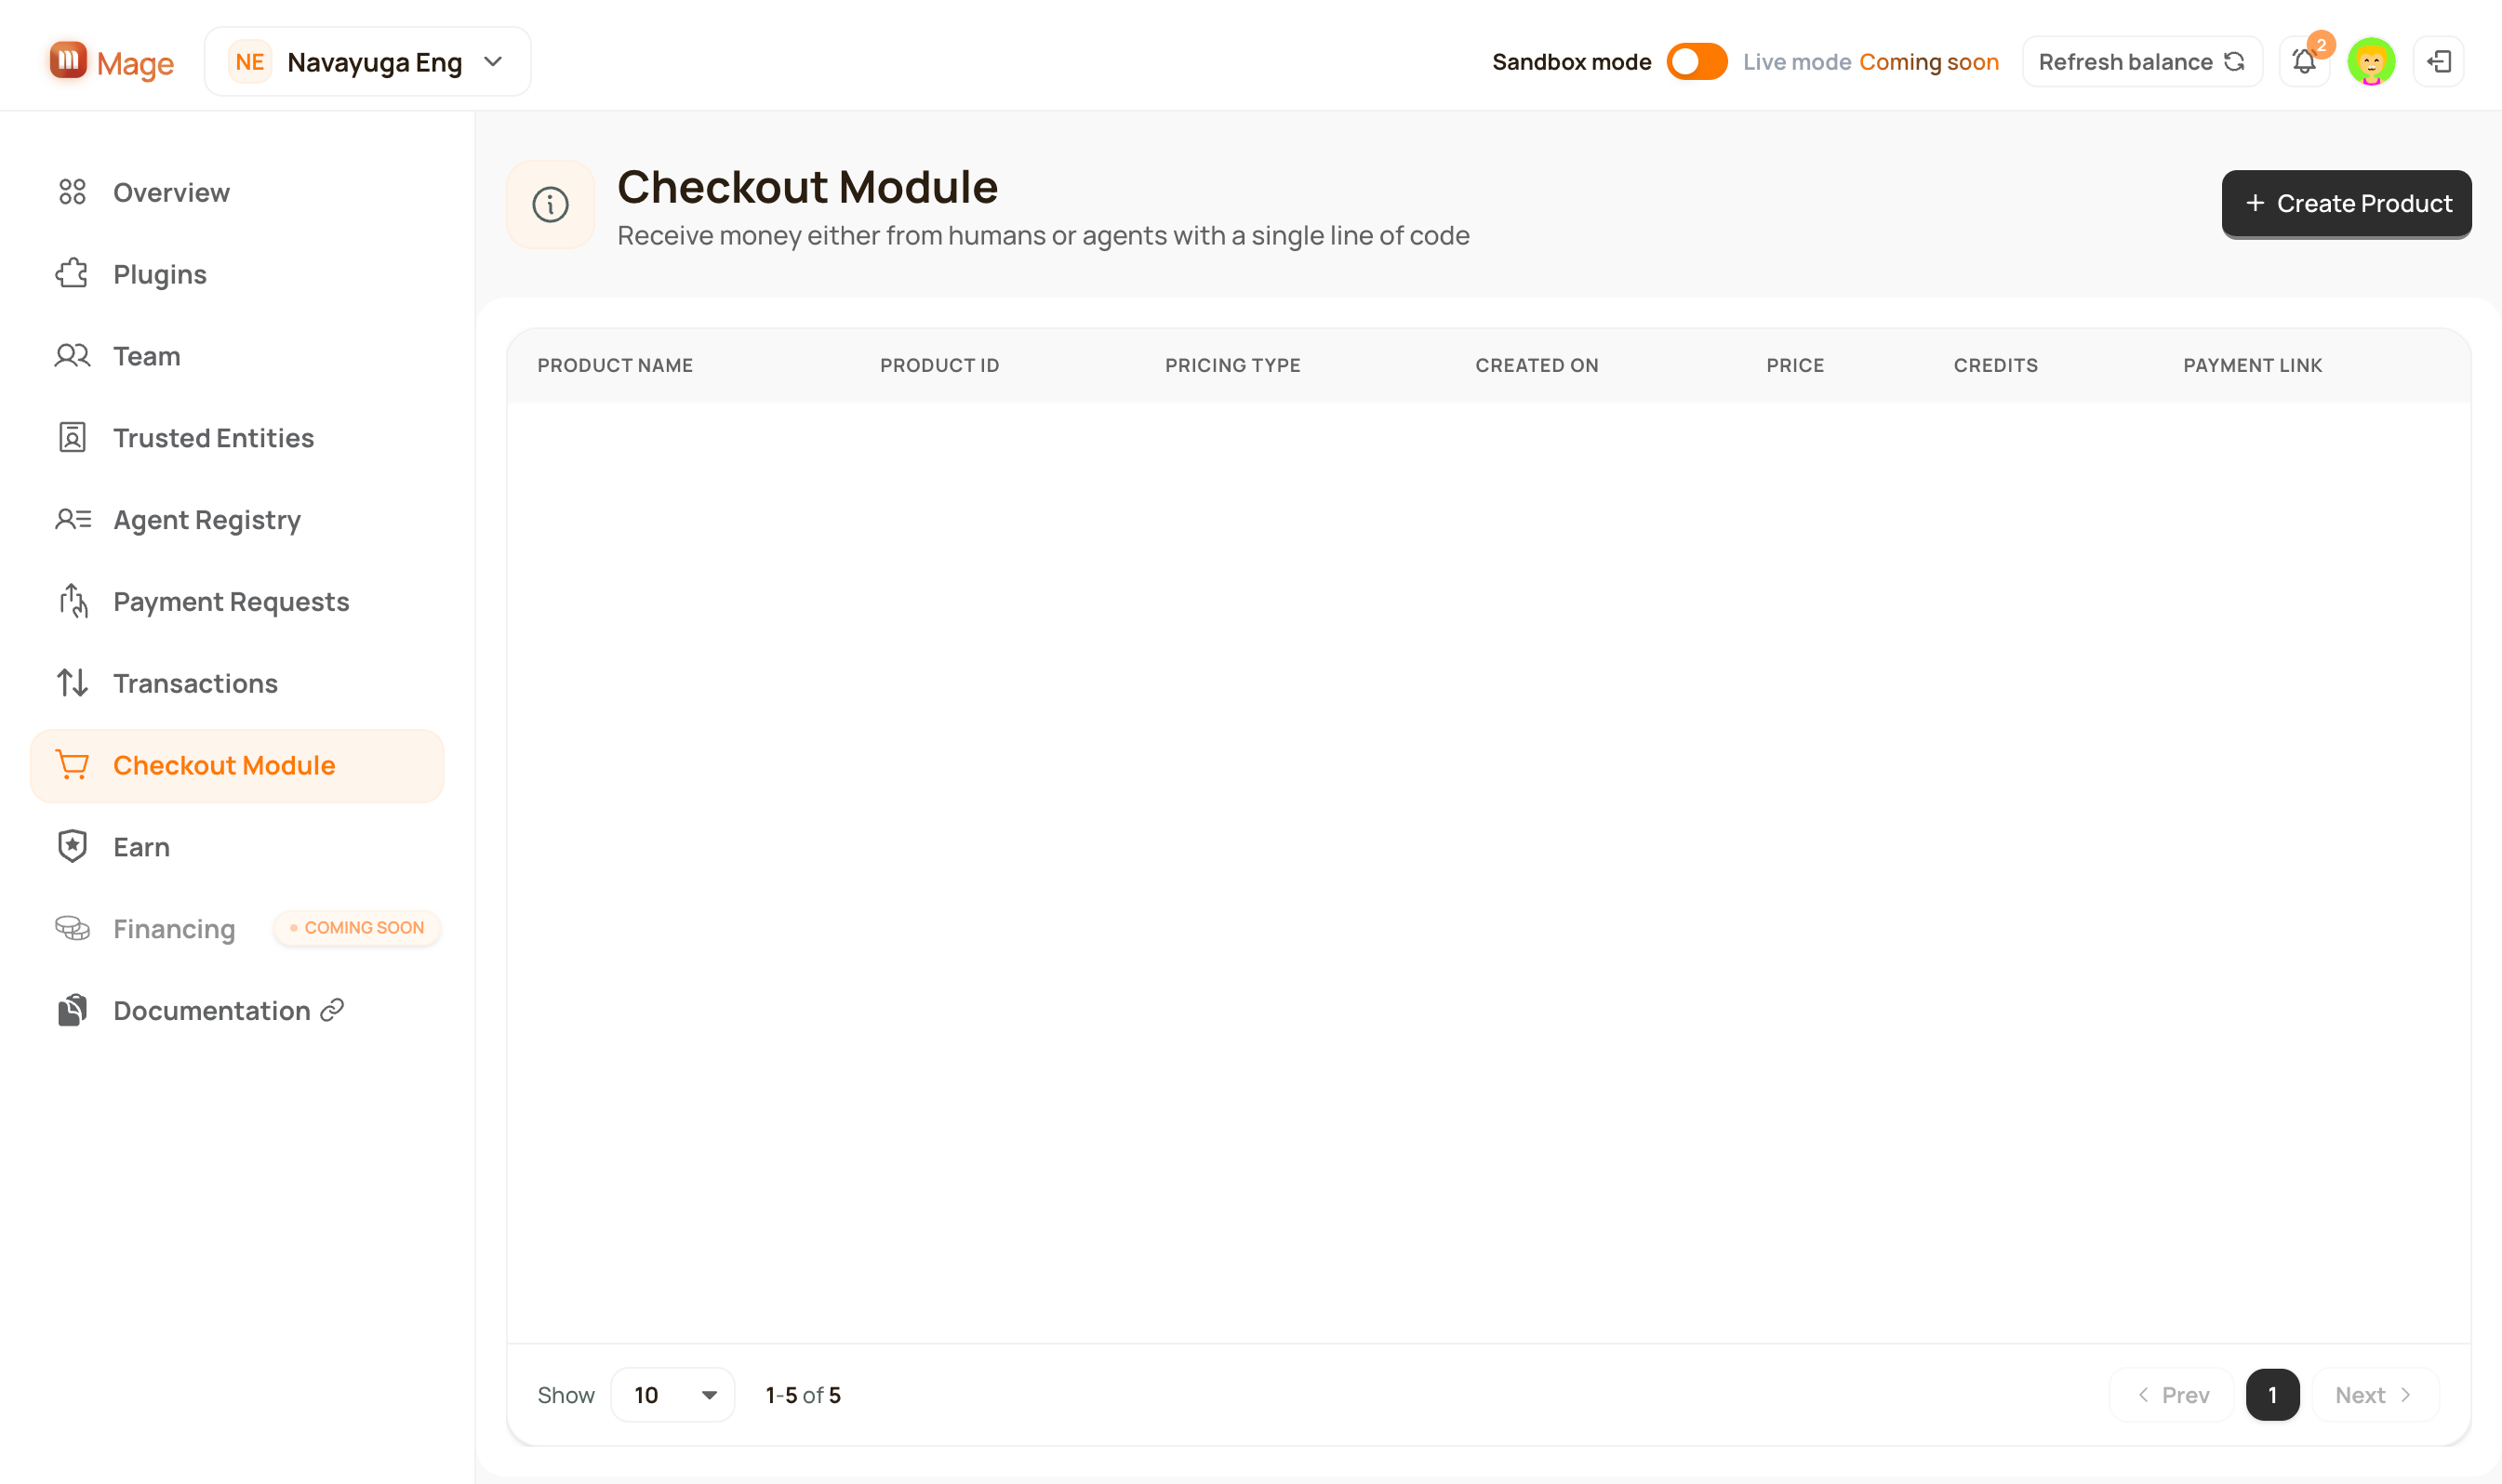 Mage
NE Navayuga Eng
Sandbox mode Live mode Coming soon Refresh balance 2
Overview
Plugins
Team
Trusted Entities
Agent Registry
Payment Requests
Transactions
Checkout Module
Earn
Financing COMING SOON
Documentation
Checkout Module
Receive money either from humans or agents with a single line of code
+ Create Product
PRODUCT NAME PRODUCT ID PRICING TYPE CREATED ON PRICE CREDITS PAYMENT LINK
Show 10 1-5 of 5
Prev 1 Next